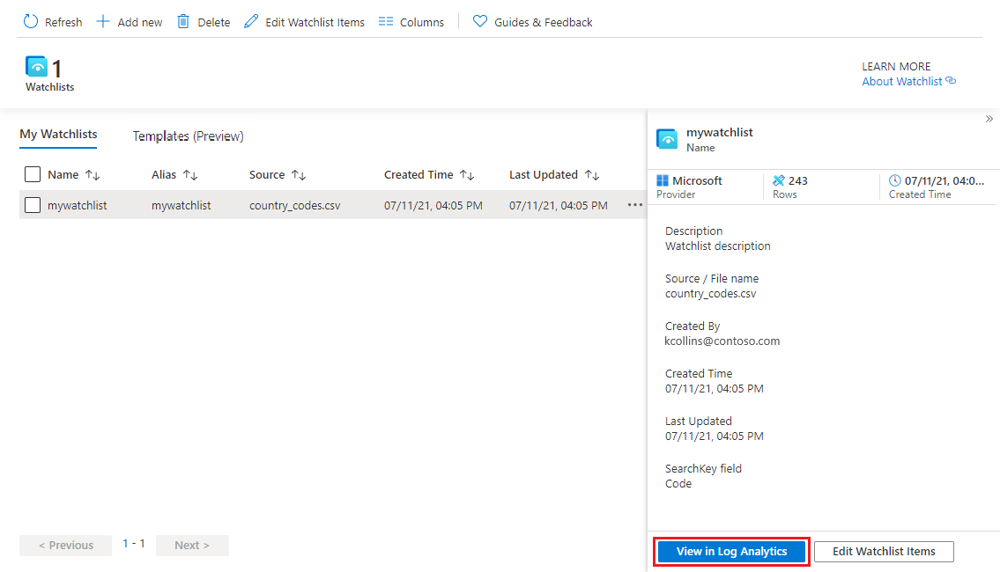 Refresh Add new Delete Edit Watchlist Items Columns Guides & Feedback
1
Watchlists
LEARN MORE
About Watchlist
My Watchlists Templates (Preview)
Name Alias Source Created Time Last Updated
mywatchlist mywatchlist country_codes.csv 07/11/21, 04:05 PM 07/11/21, 04:05 PM ...
< Previous 1 - 1 Next >
»
mywatchlist
Name
Microsoft 243 07/11/21, 04:0...
Provider Rows Created Time
Description
Watchlist description
Source / File name
country_codes.csv
Created By
kcollins@contoso.com
Created Time
07/11/21, 04:05 PM
Last Updated
07/11/21, 04:05 PM
SearchKey field
Code
View in Log Analytics Edit Watchlist Items